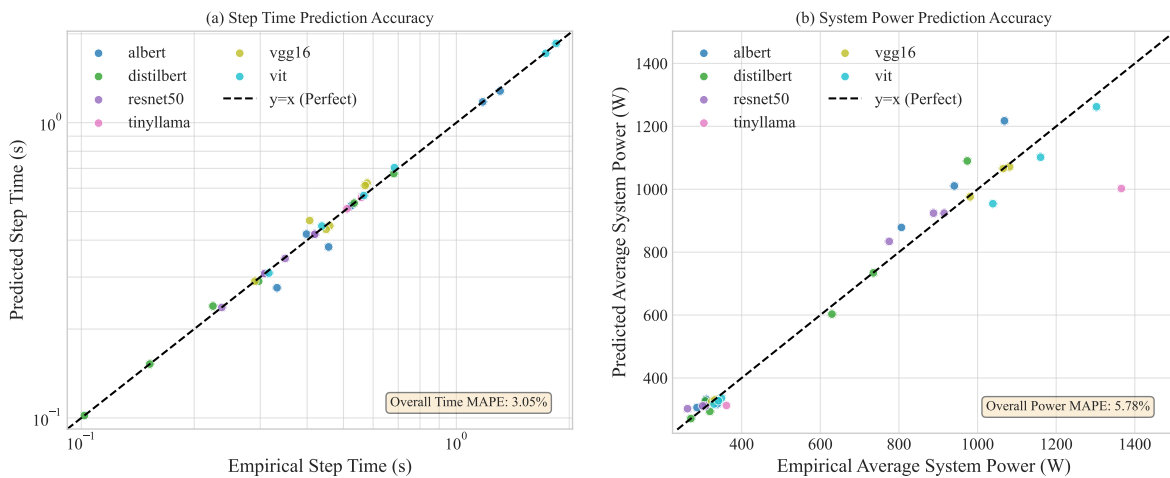 (a) Step Time Prediction Accuracy
albert
distilbert
resnet50
tinyllama
vgg16
vit
y=x (Perfect)
10⁰
10⁻¹
Predicted Step Time (s)
Overall Time MAPE: 3.05%
10⁻¹
10⁰
Empirical Step Time (s)
(b) System Power Prediction Accuracy
albert
distilbert
resnet50
tinyllama
vgg16
vit
y=x (Perfect)
1400
1200
1000
800
600
400
Predicted Average System Power (W)
Overall Power MAPE: 5.78%
400
600
800
1000
1200
1400
Empirical Average System Power (W)